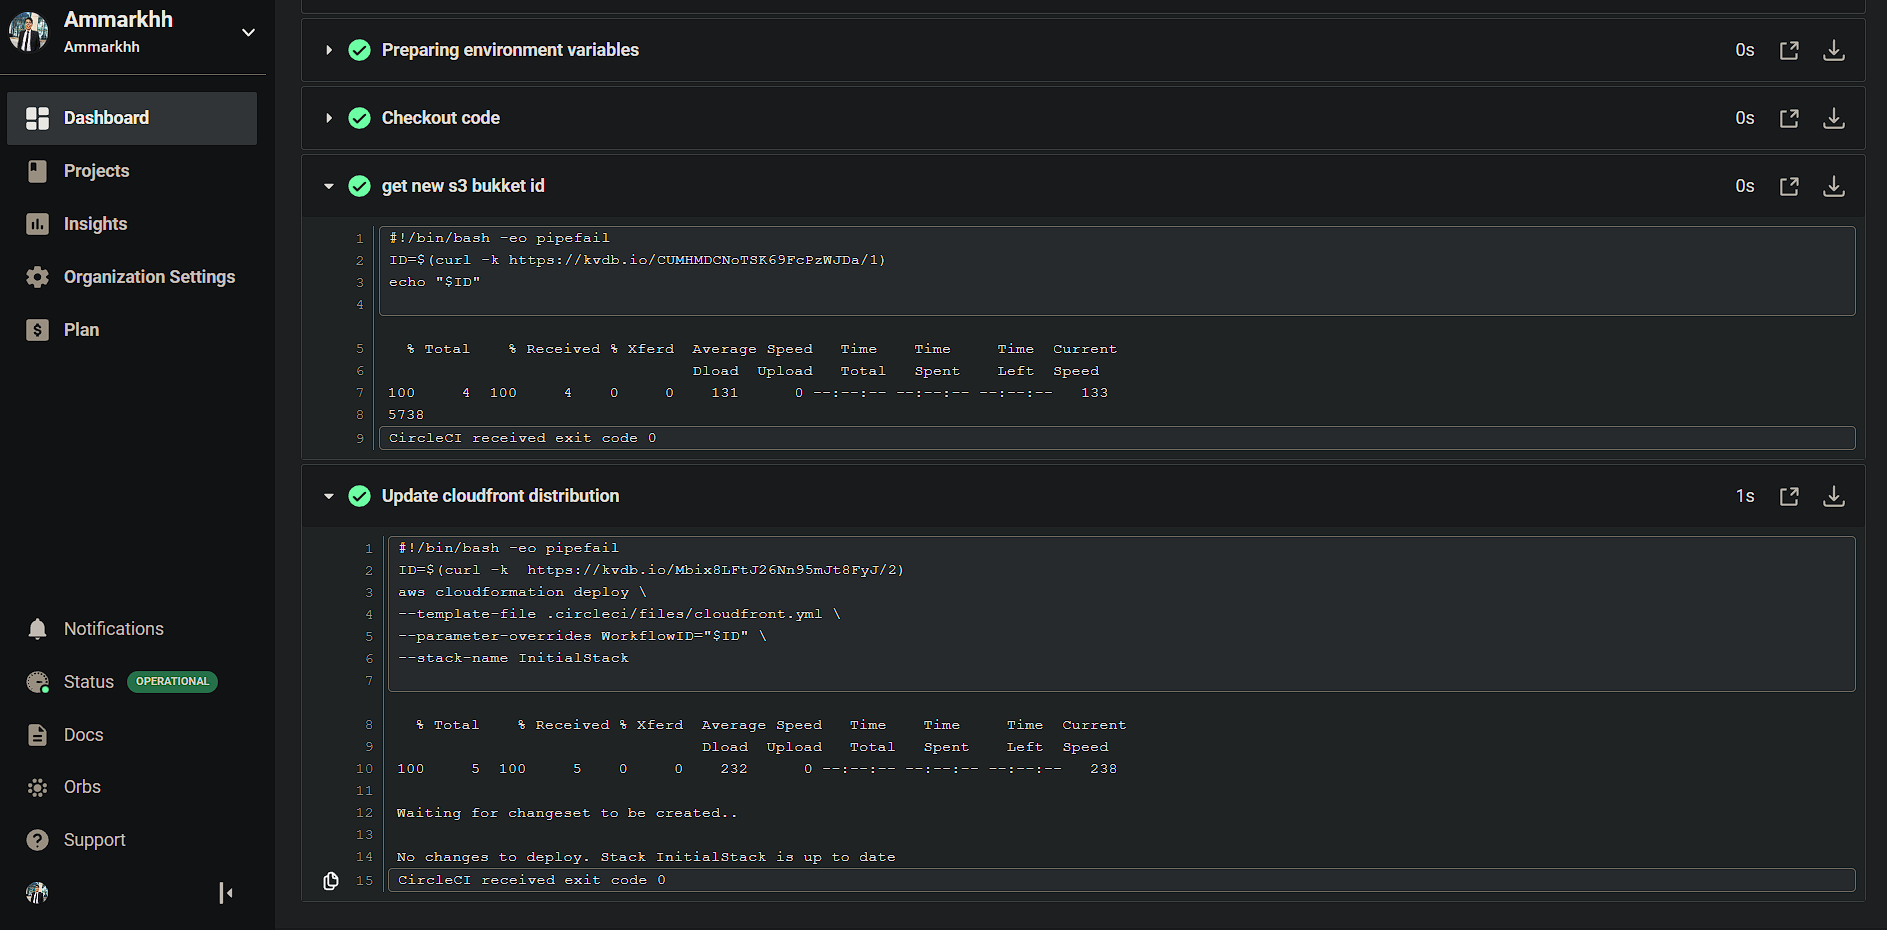 Ammarkhh
Ammarkhh
Dashboard
Projects
Insights
Organization Settings
$ Plan
Notifications
Status OPERATIONAL
Docs
Orbs
? Support
Preparing environment variables 0s
Checkout code 0s
get new s3 bukket id 0s
1 #!/bin/bash -eo pipefail
2 ID=$(curl -k https://kvdb.io/CUMHMDCNoTSK69FcPzWJDa/1)
3 echo "$ID"
4
5 % Total % Received % Xferd Average Speed Time Time Time Current
6 Dload Upload Total Spent Left Speed
7 100 4 100 4 0 0 131 0 --:--:-- --:--:-- --:--:-- 133
8 5738
9 CircleCI received exit code 0
Update cloudfront distribution 1s
1 #!/bin/bash -eo pipefail
2 ID=$(curl -k  https://kvdb.io/Mbix8LFtJ26Nn95mJt8FyJ/2)
3 aws cloudformation deploy \
4 --template-file .circleci/files/cloudfront.yml \
5 --parameter-overrides WorkflowID="$ID" \
6 --stack-name InitialStack
7
8 % Total % Received % Xferd Average Speed Time Time Time Current
9 Dload Upload Total Spent Left Speed
10 100 5 100 5 0 0 232 0 --:--:-- --:--:-- --:--:-- 238
11
12 Waiting for changeset to be created..
13
14 No changes to deploy. Stack InitialStack is up to date
15 CircleCI received exit code 0